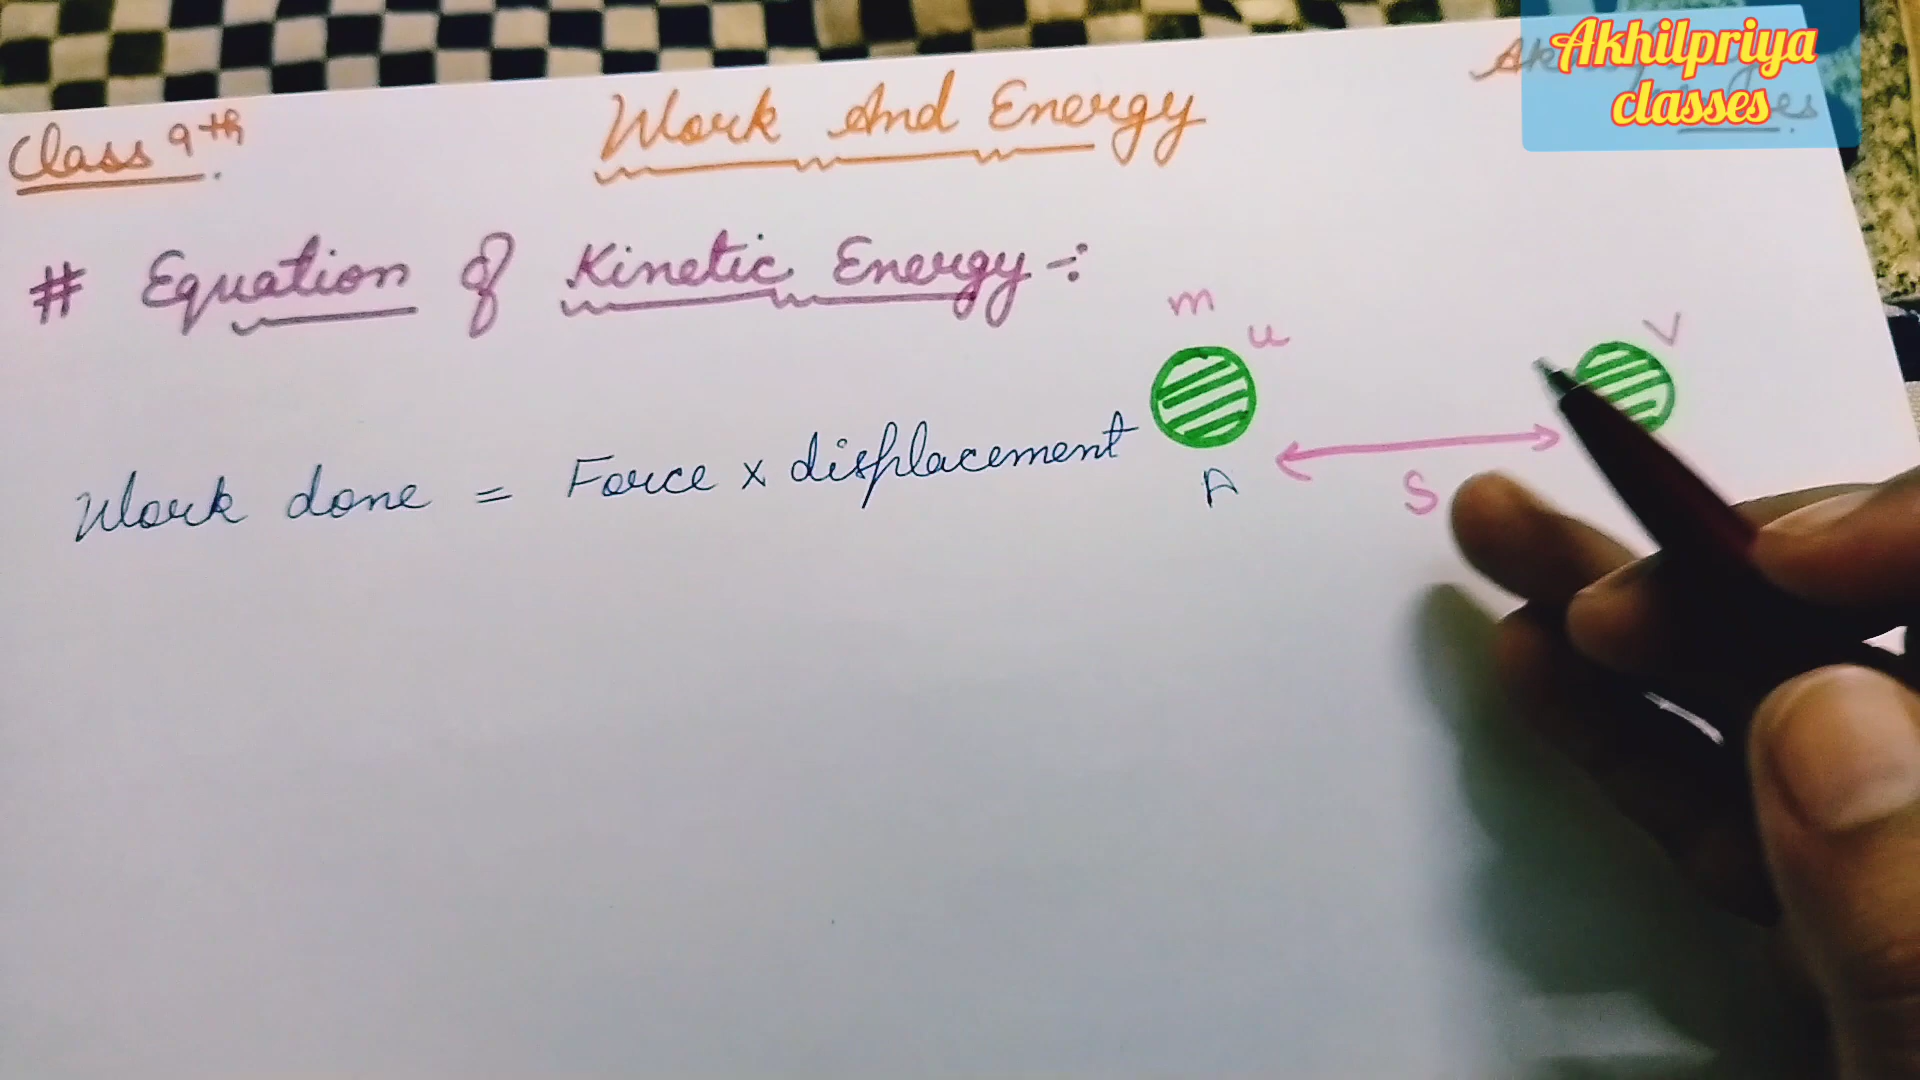 Akhilpriya
classes
Class 9th.
Work And Energy
# Equation of Kinetic Energy -:
m
u
V
Work done = Force x displacement
A
S